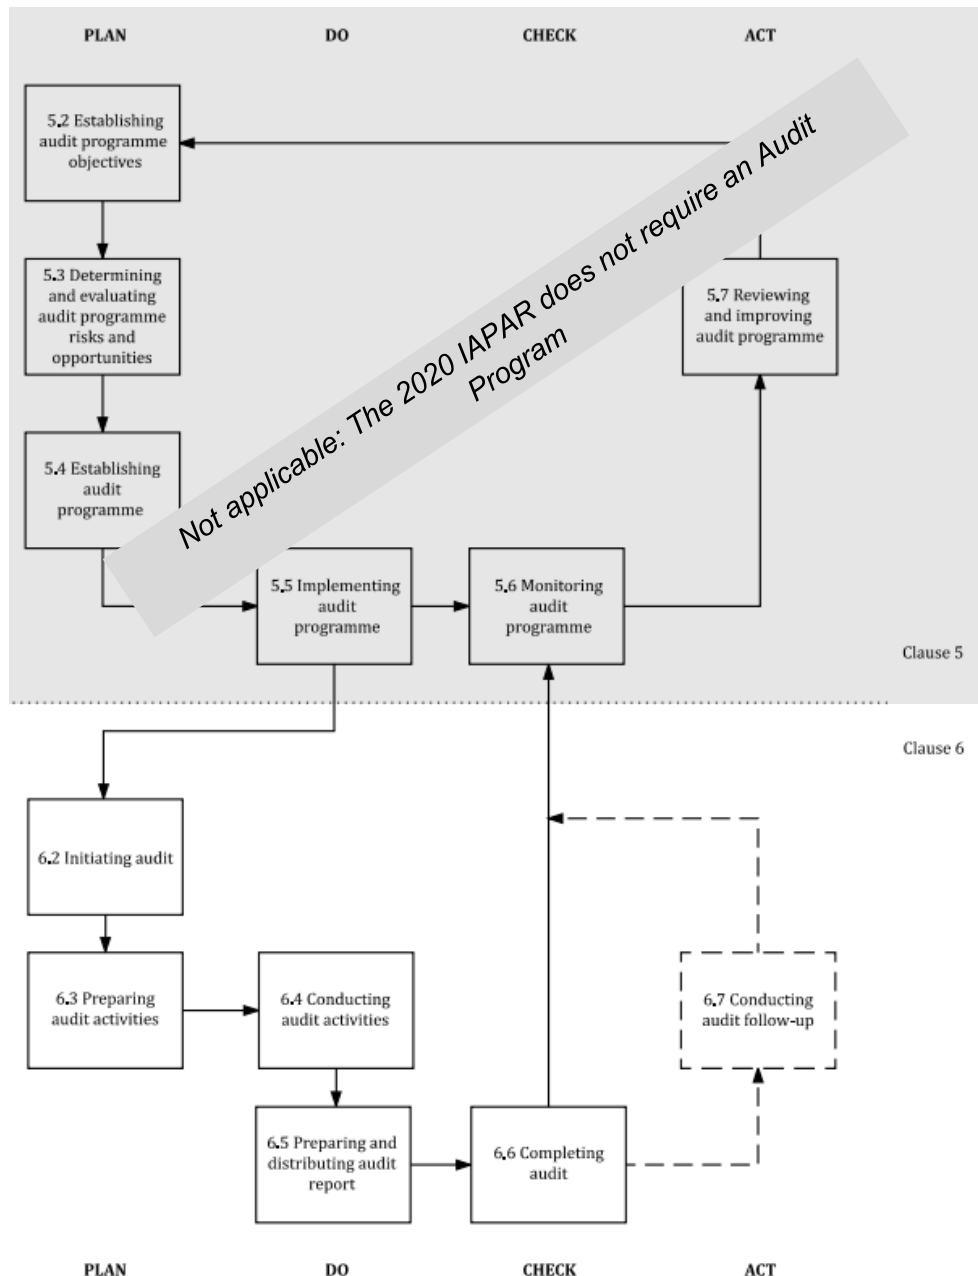 PLAN DO CHECK ACT
5.2 Establishing
audit programme
objectives
5.3 Determining
and evaluating
audit programme
risks and
opportunities
5.4 Establishing
audit
programme
Not applicable: The 2020 IAPAR does not require an Audit
Program
5.5 Implementing
audit
programme
5.6 Monitoring
audit
programme
5.7 Reviewing
and improving
audit programme
Clause 5
Clause 6
6.2 Initiating audit
6.3 Preparing
audit activities
6.4 Conducting
audit activities
6.5 Preparing and
distributing audit
report
6.6 Completing
audit
6.7 Conducting
audit follow-up
PLAN DO CHECK ACT